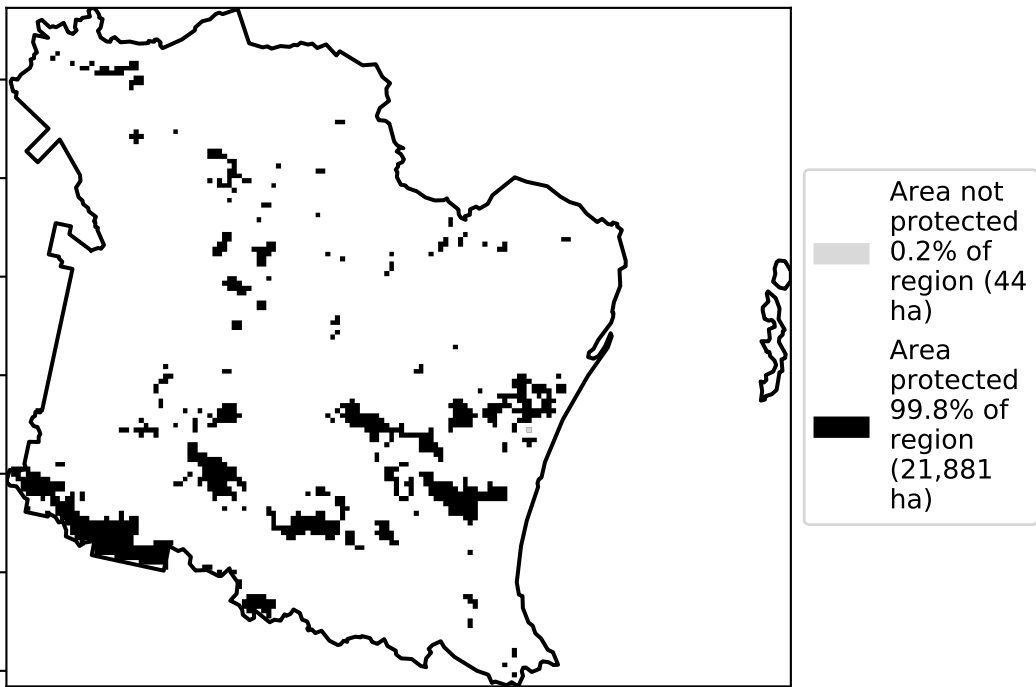 Area not
protected
0.2% of
region (44
ha)
Area
protected
99.8% of
region
(21,881
ha)